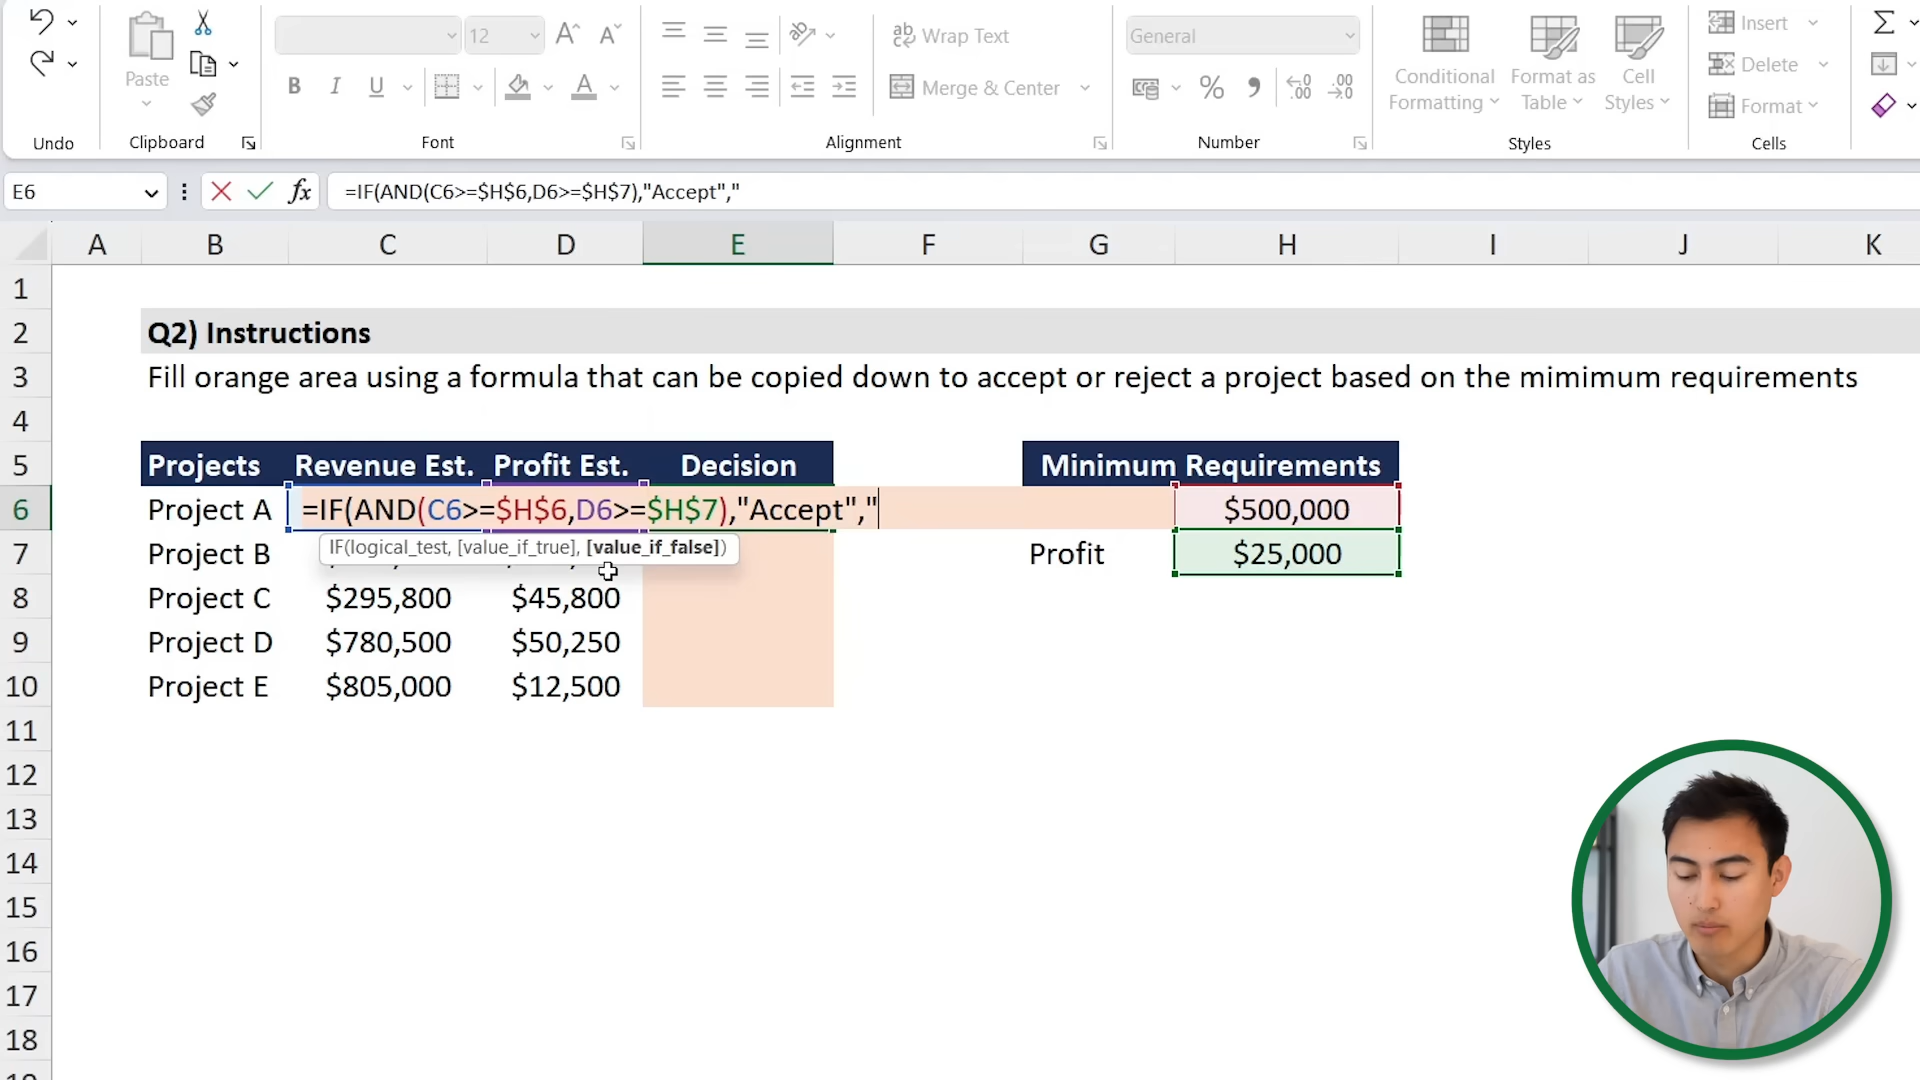 12
General
Wrap Text
Paste
Merge & Center
Conditional Formatting
Format as Table
Cell Styles
Insert
Delete
Format
B I U A
Undo
Clipboard
Font
Alignment
Number
Styles
Cells
E6
fx
=IF(AND(C6>=$H$6,D6>=$H$7),"Accept","
A B C D E F G H I J K
1
2 Q2) Instructions
3 Fill orange area using a formula that can be copied down to accept or reject a project based on the mimimum requirements
4
5 Projects Revenue Est. Profit Est. Decision Minimum Requirements
6 Project A =IF(AND(C6>=$H$6,D6>=$H$7),"Accept"," $500,000
IF(logical_test, [value_if_true], [value_if_false])
7 Project B Profit $25,000
8 Project C $295,800 $45,800
9 Project D $780,500 $50,250
10 Project E $805,000 $12,500
11
12
13
14
15
16
17
18